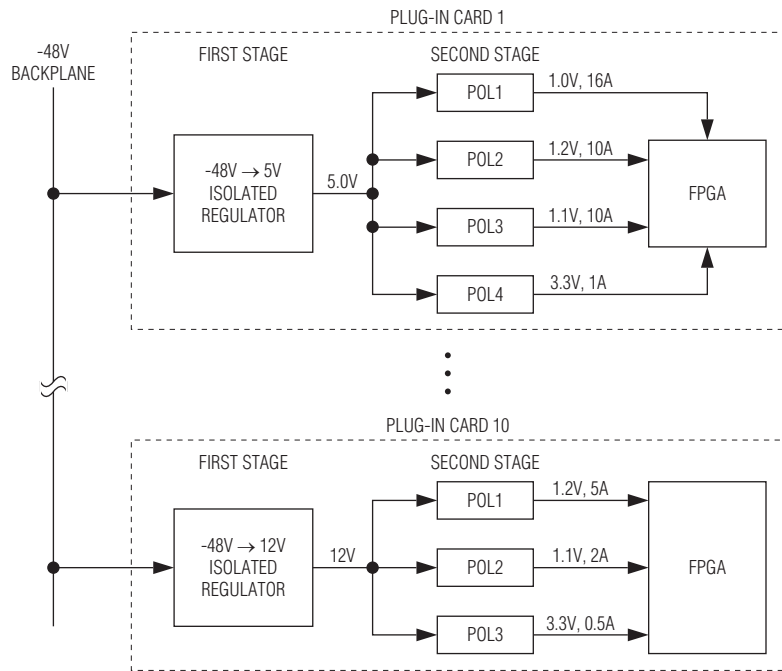 PLUG-IN CARD 1
-48V
BACKPLANE
FIRST STAGE
SECOND STAGE
-48V → 5V
ISOLATED
REGULATOR
5.0V
POL1
1.0V, 16A
POL2
1.2V, 10A
POL3
1.1V, 10A
POL4
3.3V, 1A
FPGA
PLUG-IN CARD 10
FIRST STAGE
SECOND STAGE
-48V → 12V
ISOLATED
REGULATOR
12V
POL1
1.2V, 5A
POL2
1.1V, 2A
POL3
3.3V, 0.5A
FPGA